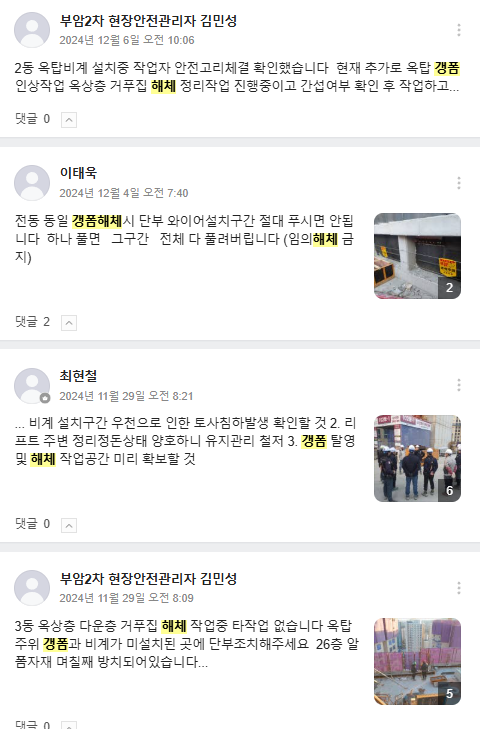 부암2차 현장안전관리자 김민성
2024년 12월 6일 오전 10:06
2동 옥탑비계 설치중 작업자 안전고리체결 확인했습니다 현재 추가로 옥탑 갱폼
인상작업 옥상층 거푸집 해체 정리작업 진행중이고 간섭여부 확인 후 작업하고...
댓글 0
이태욱
2024년 12월 4일 오전 7:40
전동 동일 갱폼해체시 단부 와이어설치구간 절대 푸시면 안됩
니다 하나 풀면 그구간 전체 다 풀려버립니다 (임의해체 금
지)
2
댓글 2
최현철
2024년 11월 29일 오전 8:21
... 비계 설치구간 우천으로 인한 토사침하발생 확인할 것 2. 리
프트 주변 정리정돈상태 양호하니 유지관리 철저 3. 갱폼 탈영
및 해체 작업공간 미리 확보할 것
6
댓글 0
부암2차 현장안전관리자 김민성
2024년 11월 29일 오전 8:09
3동 옥상층 다운층 거푸집 해체 작업중 타작업 없습니다 옥탑
주위 갱폼과 비계가 미설치된 곳에 단부조치해주세요 26층 알
폼자재 며칠째 방치되어있습니다...
5
댓글 0